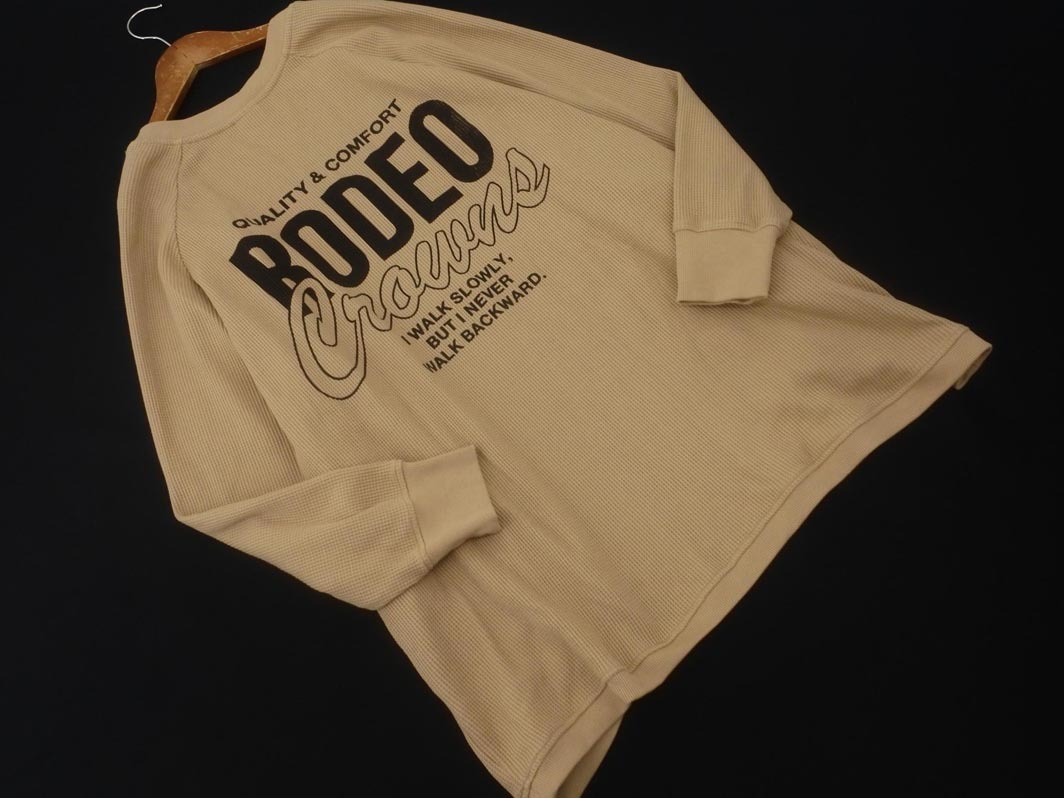 QUALITY & COMFORT
RODEO
Crowns
I WALK SLOWLY,
BUT I NEVER
WALK BACKWARD.